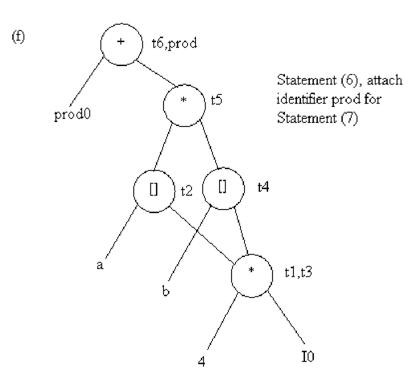 (f)
+ t6,prod
Statement (6), attach
identifier prod for
Statement (7)
* t5
prod0
[] t2 [] t4
a
b
* t1,t3
4
I0